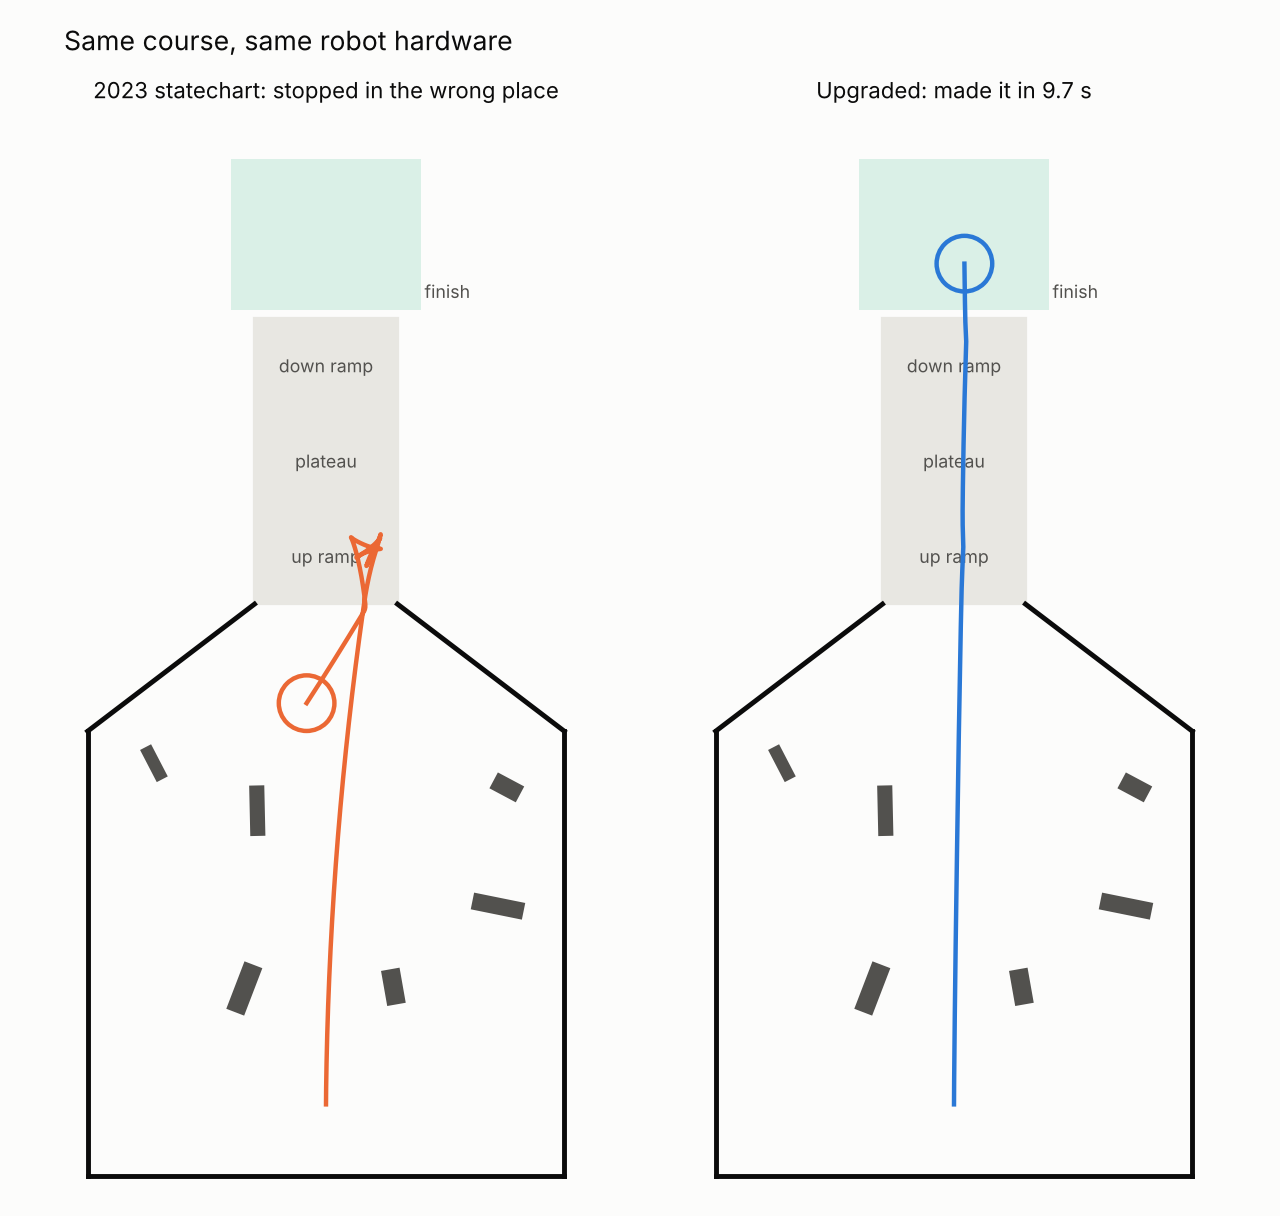 Same course, same robot hardware
2023 statechart: stopped in the wrong place
finish
down ramp
plateau
up ramp
Upgraded: made it in 9.7 s
finish
down ramp
plateau
up ramp